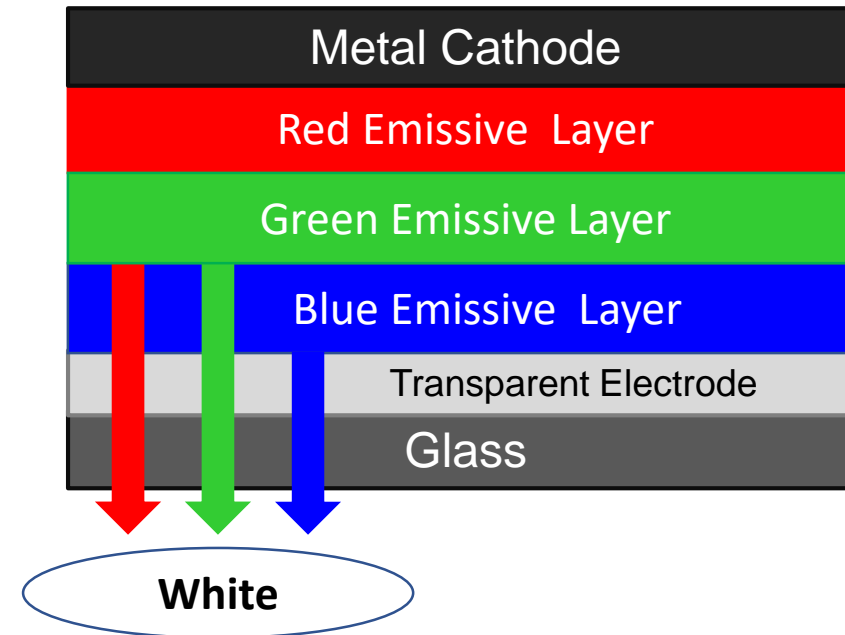 Metal Cathode
Red Emissive  Layer
Green Emissive Layer
Blue Emissive  Layer
Transparent Electrode
Glass
White